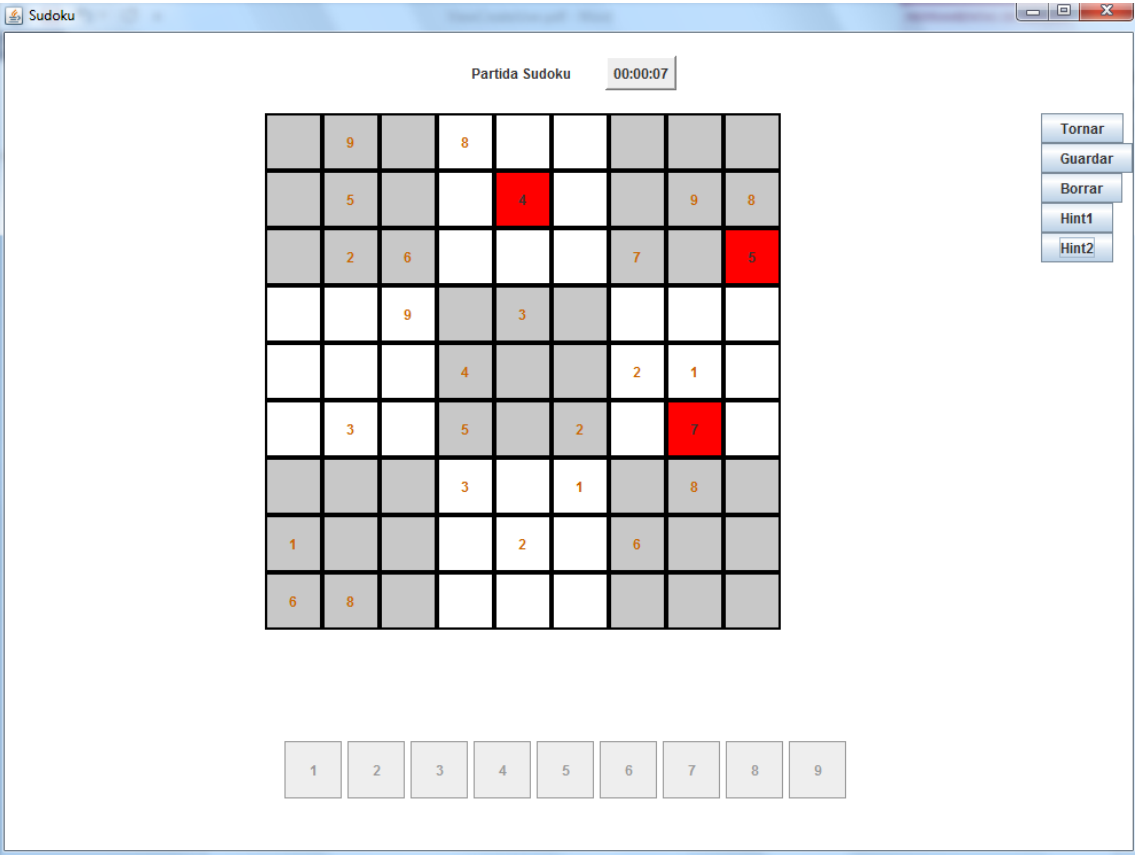 Sudoku
Partida Sudoku 00:00:07
9 8
5 4 9 8
2 6 7 5
9 3
4 2 1
3 5 2 7
3 1 8
1 2 6
6 8
Tornar
Guardar
Borrar
Hint1
Hint2
1 2 3 4 5 6 7 8 9